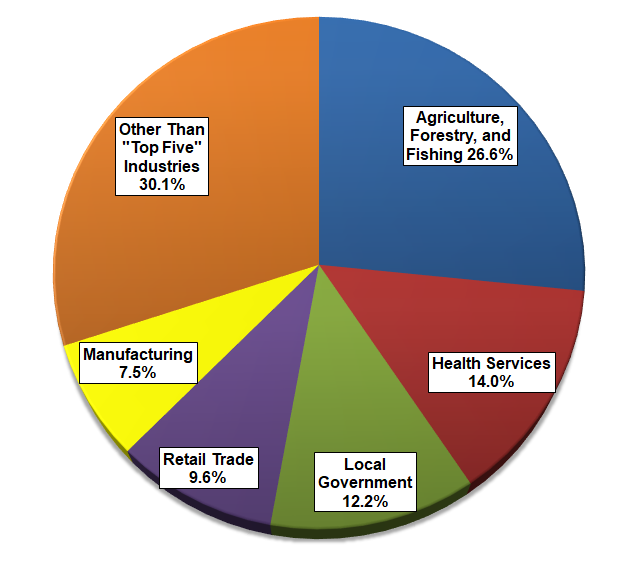 Agriculture,
Forestry, and
Fishing 26.6%
Health Services
14.0%
Local
Government
12.2%
Retail Trade
9.6%
Manufacturing
7.5%
Other Than
"Top Five"
Industries
30.1%